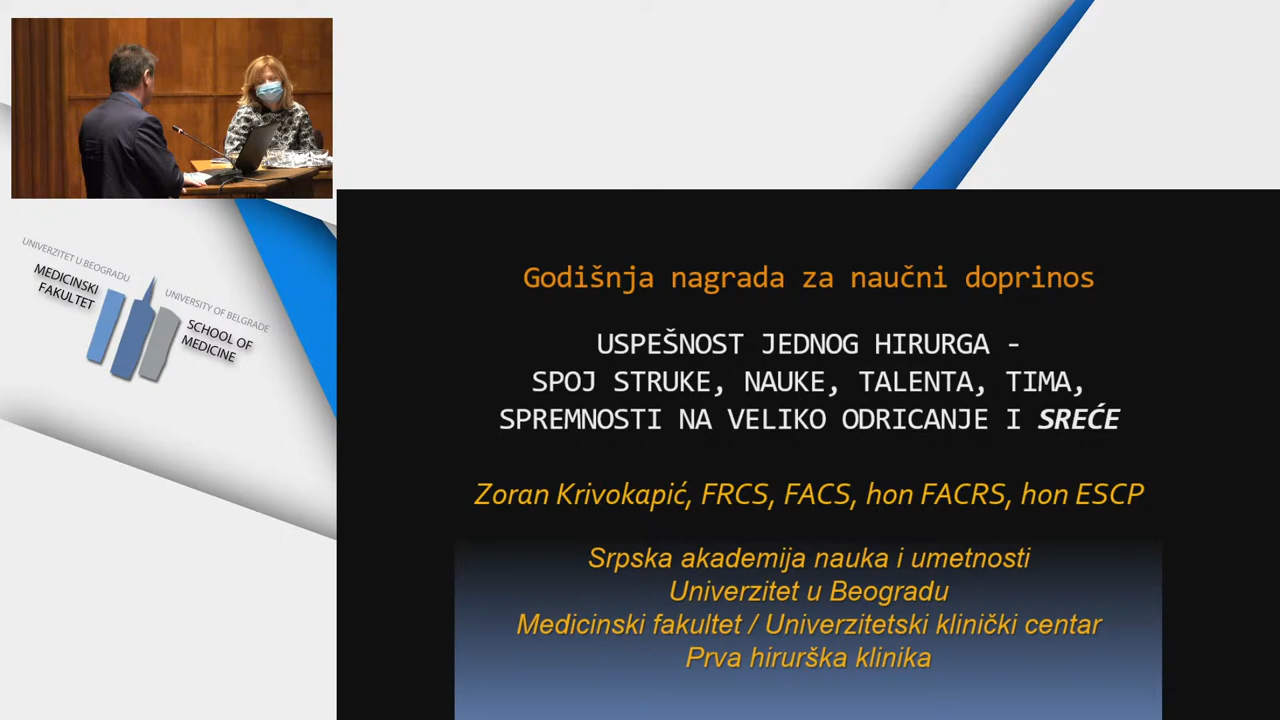 UNIVERZITET U BEOGRADU
MEDICINSKI
FAKULTET
UNIVERSITY OF BELGRADE
SCHOOL OF
MEDICINE
Godišnja nagrada za naučni doprinos
USPEŠNOST JEDNOG HIRURGA -
SPOJ STRUKE, NAUKE, TALENTA, TIMA,
SPREMNOSTI NA VELIKO ODRICANJE I SREĆE
Zoran Krivokapić, FRCS, FACS, hon FACRS, hon ESCP
Srpska akademija nauka i umetnosti
Univerzitet u Beogradu
Medicinski fakultet / Univerzitetski klinički centar
Prva hirurška klinika